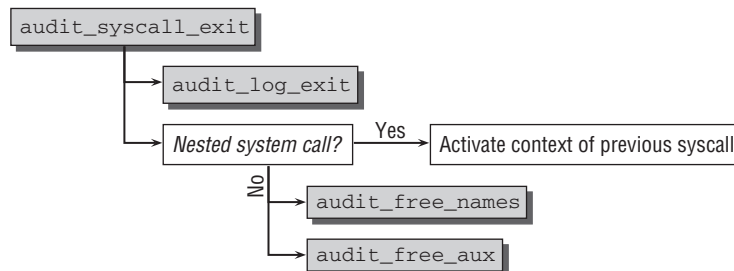 audit_syscall_exit
audit_log_exit
Nested system call?
Yes
Activate context of previous syscall
No
audit_free_names
audit_free_aux